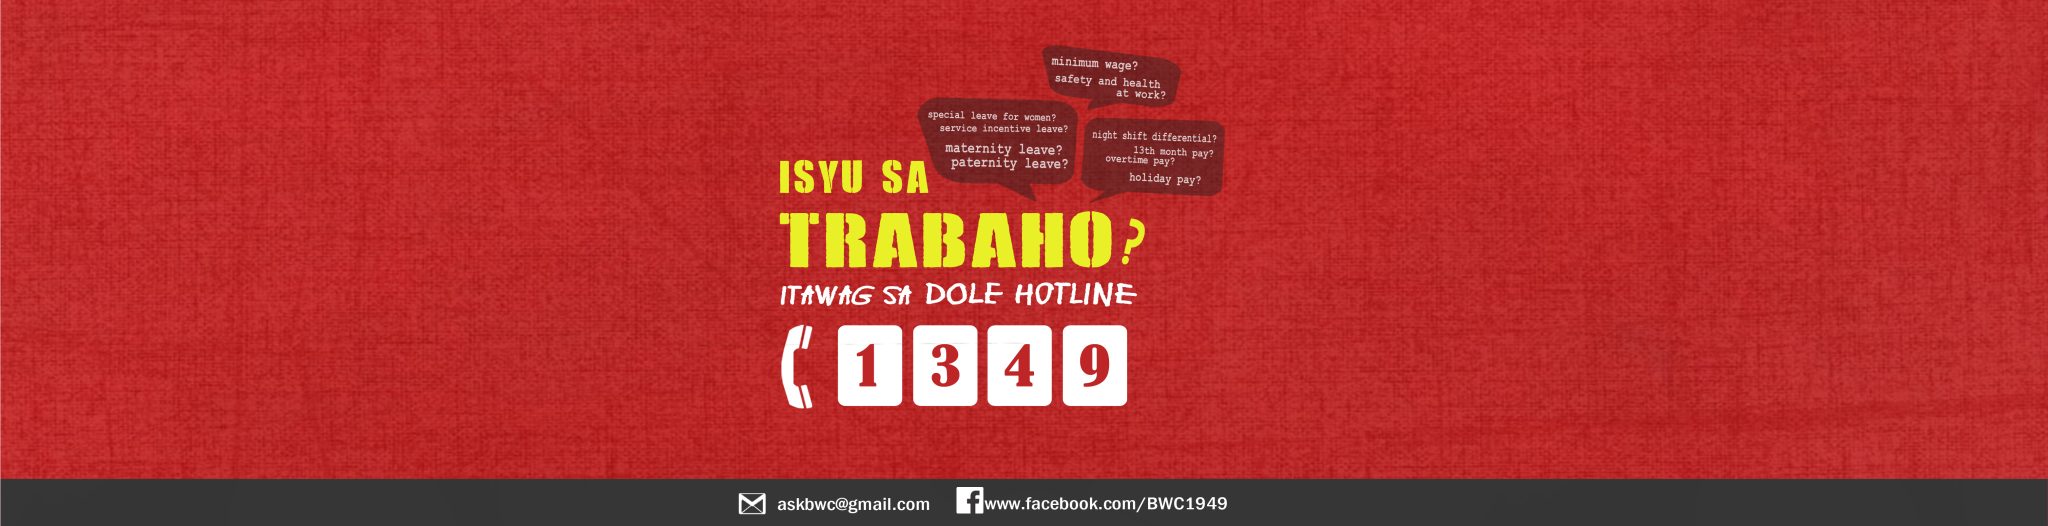 minimum wage?
safety and health
at work?
special leave for women?
service incentive leave?
maternity leave?
paternity leave?
night shift differential?
13th month pay?
overtime pay?
holiday pay?
ISYU SA
TRABAHO?
ITAWAG SA DOLE HOTLINE
1 3 4 9
askbwc@gmail.com www.facebook.com/BWC1949